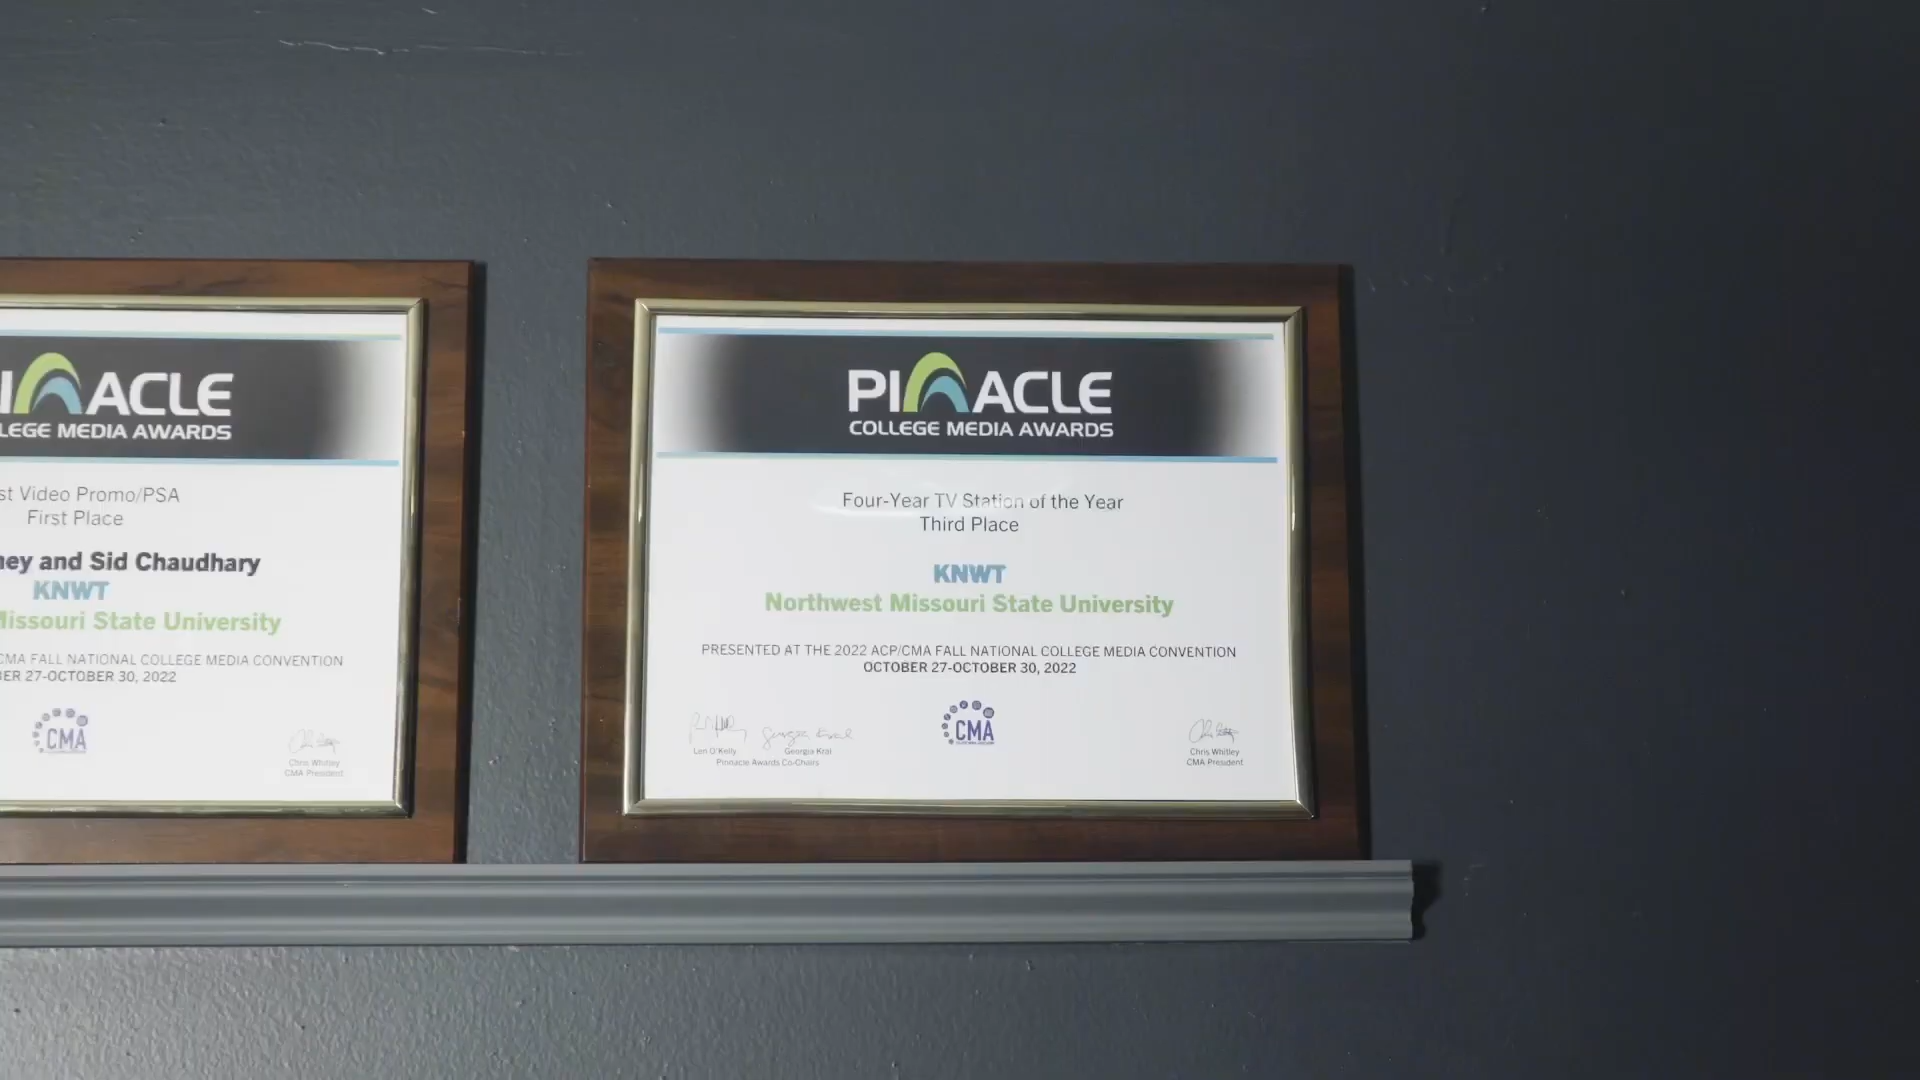 ACLE
LEGE MEDIA AWARDS
Video Promo/PSA
First Place
and Sid Chaudhary
KNWT
Missouri State University
CMA FALL NATIONAL COLLEGE MEDIA CONVENTION
27-OCTOBER 30, 2022
CMA
Chris Whitley
CMA President
PINACLE
COLLEGE MEDIA AWARDS
Four-Year TV Station of the Year
Third Place
KNWT
Northwest Missouri State University
PRESENTED AT THE 2022 ACP/CMA FALL NATIONAL COLLEGE MEDIA CONVENTION
OCTOBER 27-OCTOBER 30, 2022
CMA
Len O'Kelly Georgia Kral
Pinnacle Awards Co-Chairs
Chris Whitley
CMA President